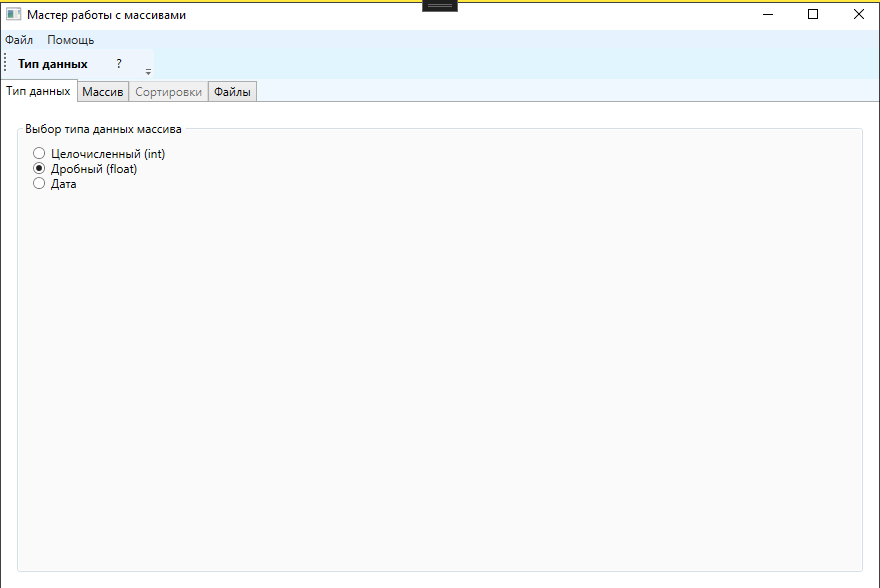 Мастер работы с массивами
Файл Помощь
Тип данных ?
Тип данных Массив Сортировки Файлы
Выбор типа данных массива
Целочисленный (int)
Дробный (float)
Дата